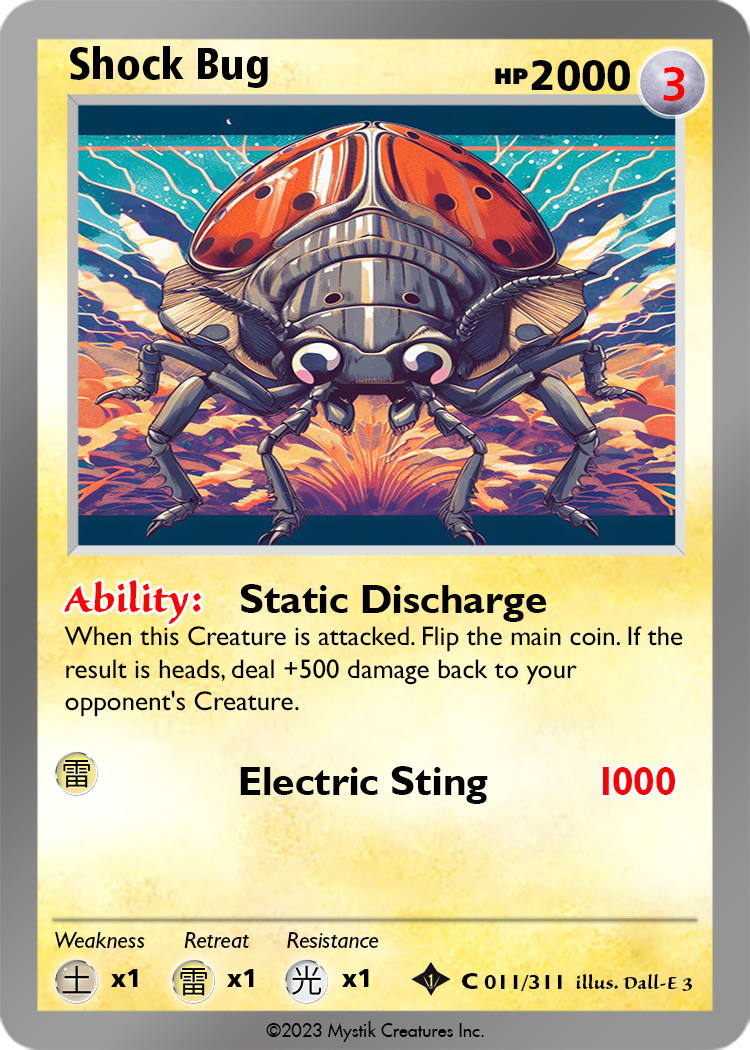 Shock Bug HP2000 3
Ability: Static Discharge
When this Creature is attacked. Flip the main coin. If the
result is heads, deal +500 damage back to your
opponent's Creature.
雷 Electric Sting 1000
Weakness Retreat Resistance
土 x1 雷 x1 光 x1 1 C 011/311 illus. Dall-E 3
©2023 Mystik Creatures Inc.